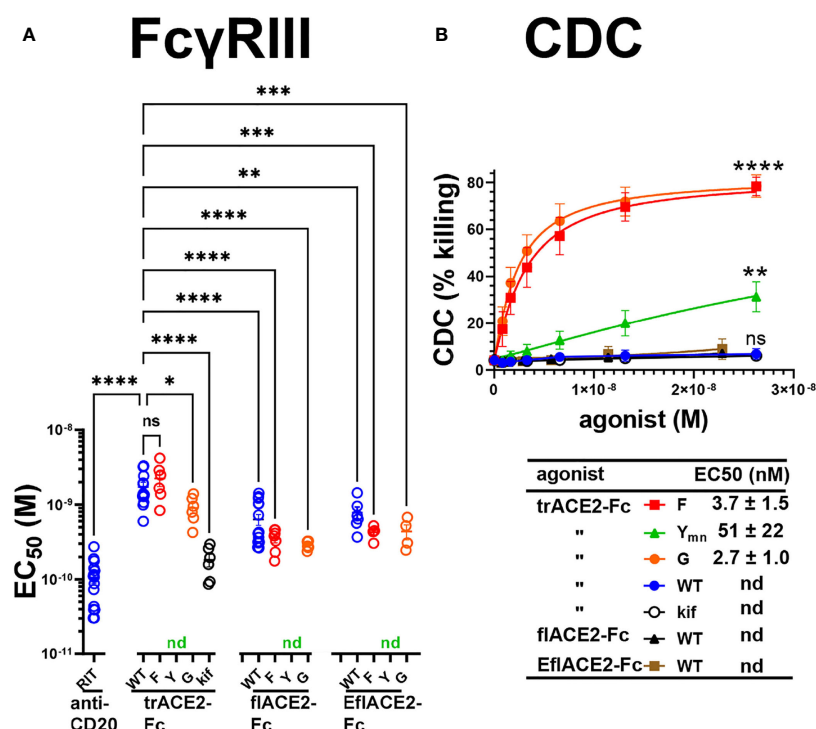 A
FcγRIII
B
CDC
***
***
**
****
****
****
****
****
*
ns
EC50 (M)
10-8
10-9
10-10
10-11
nd
nd
nd
RIT
WT
F
Y
G
kif
WT
F
Y
G
WT
F
Y
G
anti-
CD20
trACE2-
Fc
flACE2-
Fc
EflACE2-
Fc
CDC (% killing)
80
60
40
20
0
****
**
ns
0
1×10-8
2×10-8
3×10-8
agonist (M)
agonist EC50 (nM)
trACE2-Fc F 3.7 ± 1.5
" Ymn 51 ± 22
" G 2.7 ± 1.0
" WT nd
" kif nd
flACE2-Fc WT nd
EflACE2-Fc WT nd